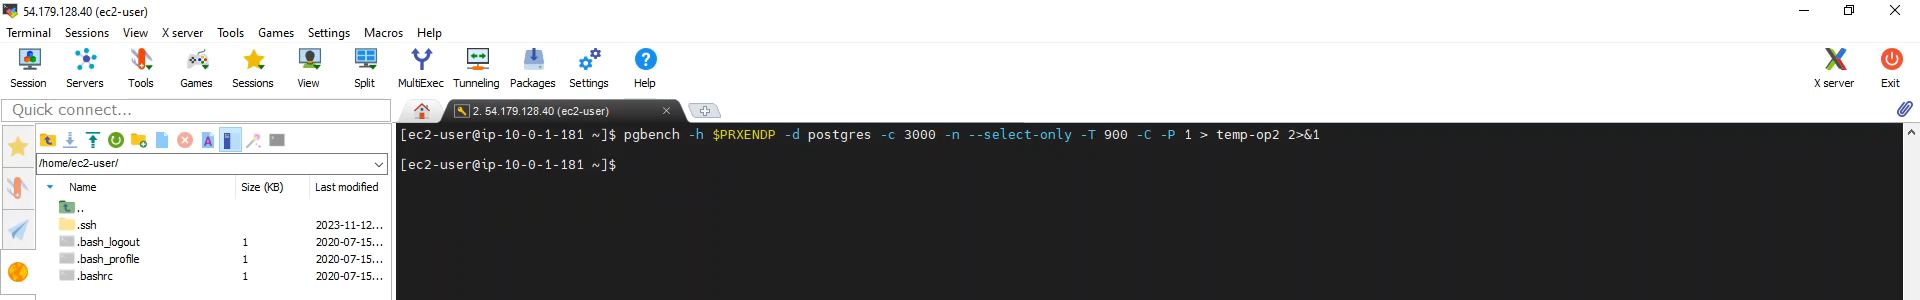 54.179.128.40 (ec2-user)
Terminal Sessions View X server Tools Games Settings Macros Help
Session Servers Tools Games Sessions View Split MultiExec Tunneling Packages Settings Help X server Exit
Quick connect...
2. 54.179.128.40 (ec2-user)
/home/ec2-user/
Name Size (KB) Last modified
..
.ssh 2023-11-12...
.bash_logout 1 2020-07-15...
.bash_profile 1 2020-07-15...
.bashrc 1 2020-07-15...
[ec2-user@ip-10-0-1-181 ~]$ pgbench -h $PRXENDP -d postgres -c 3000 -n --select-only -T 900 -C -P 1 > temp-op2 2>&1
[ec2-user@ip-10-0-1-181 ~]$